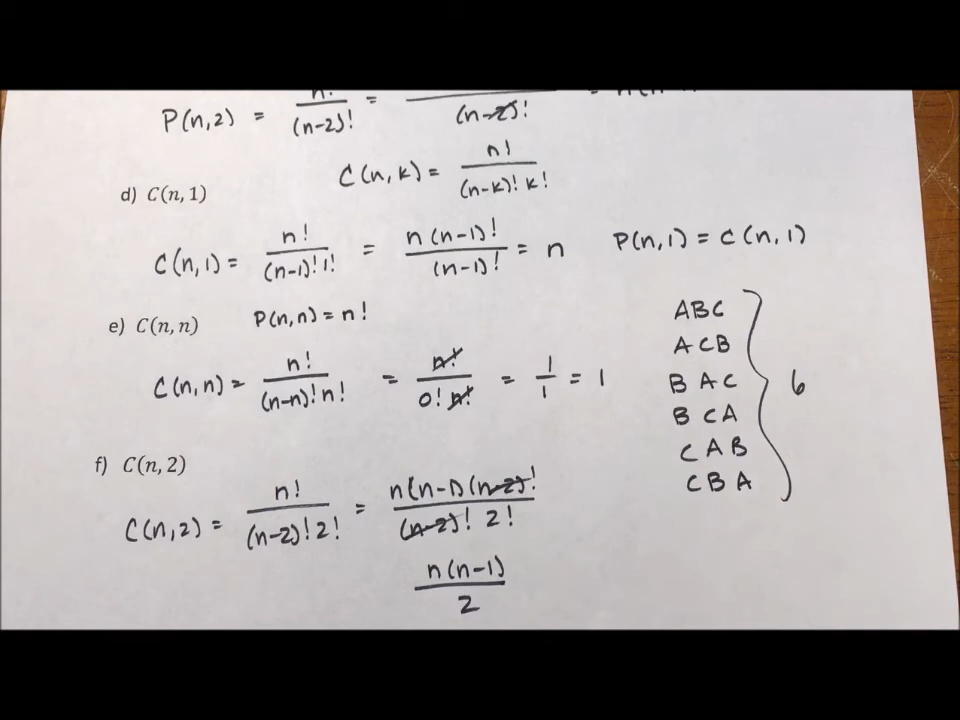 P(n,2) = n!/(n-2)! = /(n-2)! =
C(n,k) = n!/(n-k)! k!
d) C(n,1)
C(n,1) = n!/(n-1)! 1! = n(n-1)!/(n-1)! = n P(n,1) = C(n,1)
e) C(n,n) P(n,n) = n!
C(n,n) = n!/(n-n)! n! = n!/0! n! = 1/1 = 1
ABC
ACB
BAC
BCA
CAB
CBA
6
f) C(n,2)
C(n,2) = n!/(n-2)! 2! = n(n-1)(n-2)!/(n-2)! 2!
n(n-1)/2